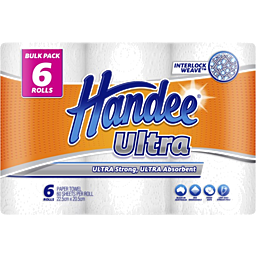 BULK PACK
6
ROLLS
INTERLOCK
WEAVE™
Handee
Ultra
ULTRA Strong, ULTRA Absorbent
6
ROLLS
PAPER TOWEL
60 SHEETS PER ROLL
22.5cm x 20.5cm